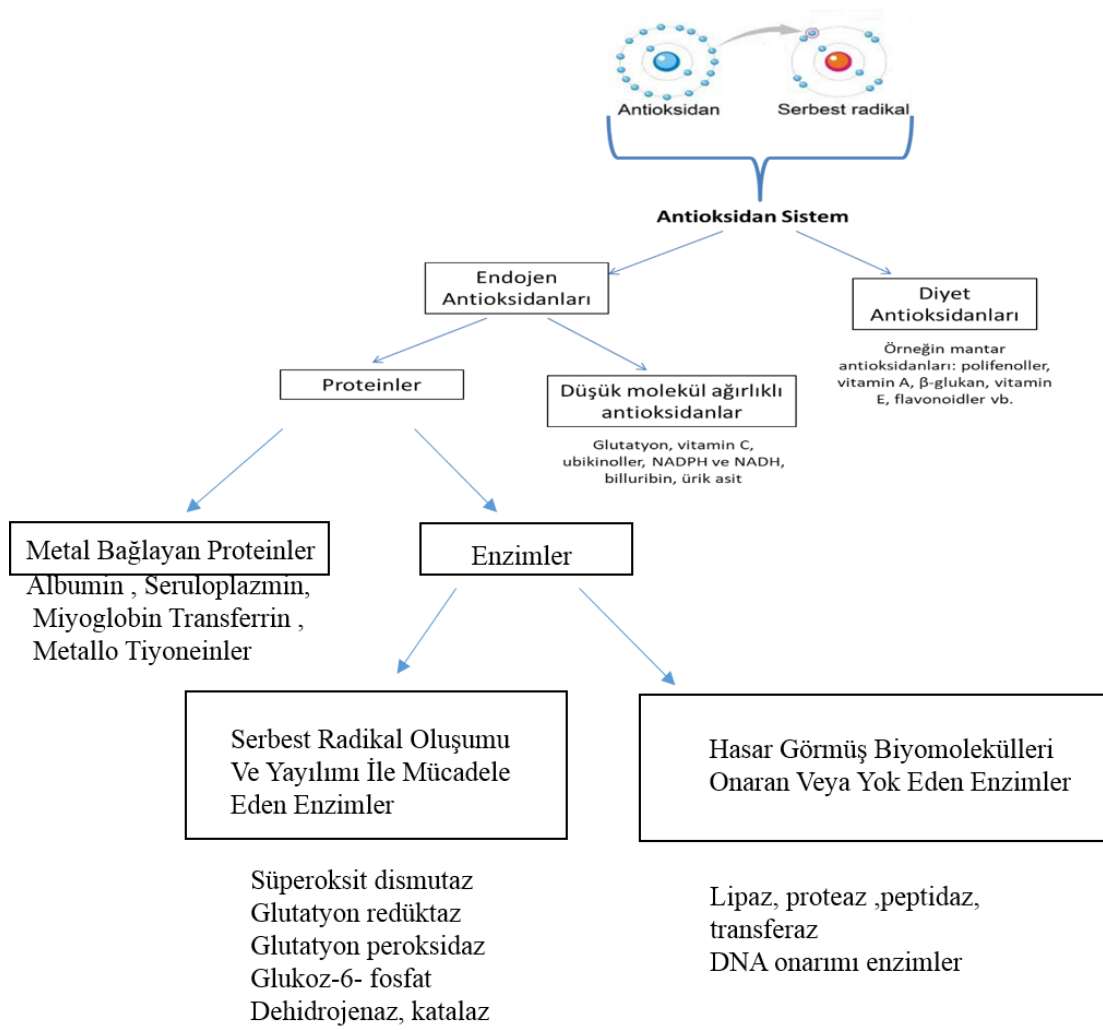 Antioksidan
Serbest radikal
Antioksidan Sistem
Endojen
Antioksidanları
Diyet
Antioksidanları
Örneğin mantar
antioksidanları: polifenoller,
vitamin A, β-glukan, vitamin
E, flavonoidler vb.
Proteinler
Düşük molekül ağırlıklı
antioksidanlar
Glutatyon, vitamin C,
ubikinoller, NADPH ve NADH,
billuribin, ürik asit
Metal Bağlayan Proteinler
Albumin , Seruloplazmin,
Miyoglobin Transferrin ,
Metallo Tiyoneinler
Enzimler
Serbest Radikal Oluşumu
Ve Yayılımı İle Mücadele
Eden Enzimler
Süperoksit dismutaz
Glutatyon redüktaz
Glutatyon peroksidaz
Glukoz-6- fosfat
Dehidrojenaz, katalaz
Hasar Görmüş Biyomolekülleri
Onaran Veya Yok Eden Enzimler
Lipaz, proteaz ,peptidaz,
transferaz
DNA onarımı enzimler